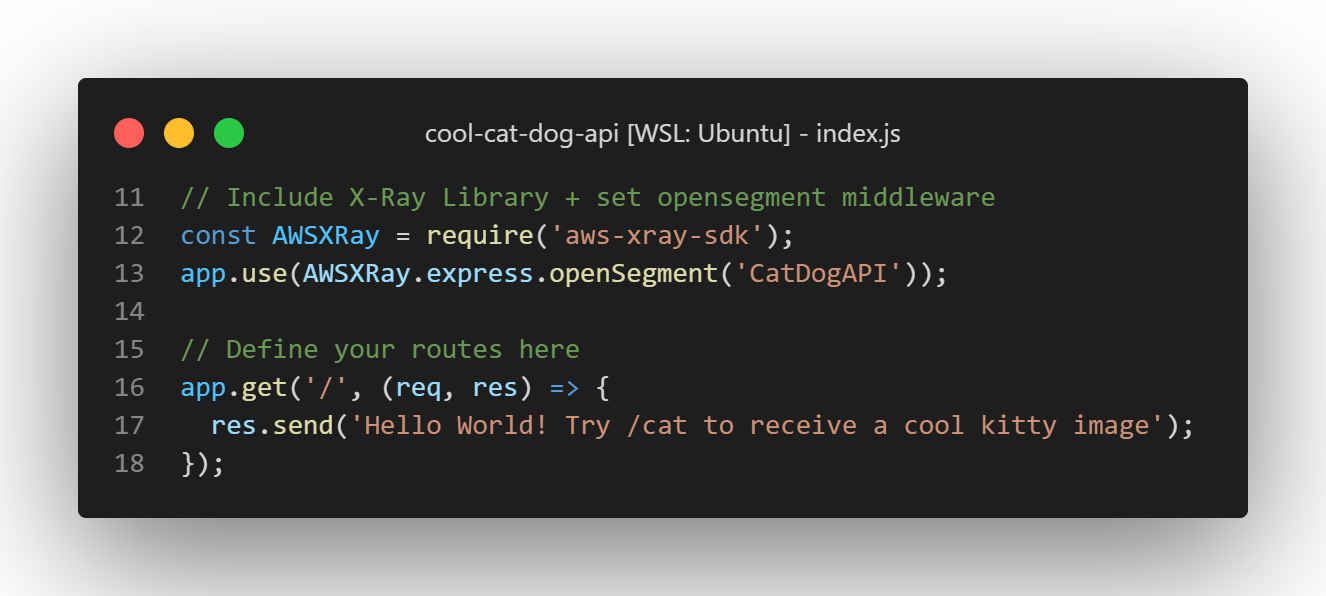 cool-cat-dog-api [WSL: Ubuntu] - index.js
11 // Include X-Ray Library + set opensegment middleware
12 const AWSXRay = require('aws-xray-sdk');
13 app.use(AWSXRay.express.openSegment('CatDogAPI'));
14
15 // Define your routes here
16 app.get('/', (req, res) => {
17   res.send('Hello World! Try /cat to receive a cool kitty image');
18 });